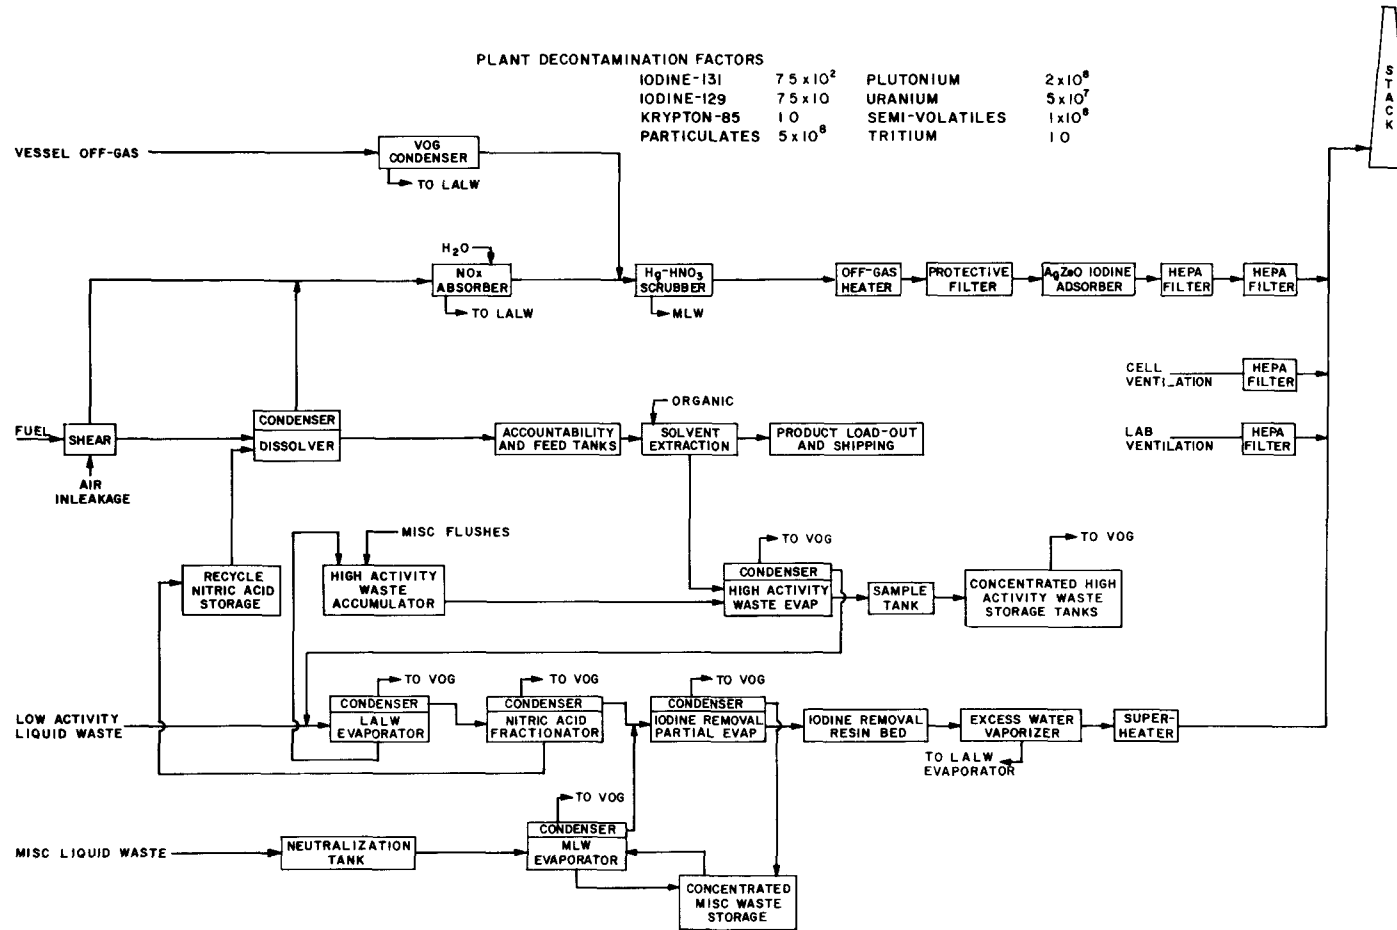 PLANT DECONTAMINATION FACTORS
IODINE-131 7 5 x 10² PLUTONIUM 2 x 10⁸
IODINE-129 7 5 x 10 URANIUM 5 x 10⁷
KRYPTON-85 1 0 SEMI-VOLATILES 1 x 10⁸
PARTICULATES 5 x 10⁸ TRITIUM 1 0
STACK
VESSEL OFF-GAS
VOG
CONDENSER
TO LALW
H₂O
NOx
ABSORBER
TO LALW
Hg-HNO₃
SCRUBBER
MLW
OFF-GAS
HEATER
PROTECTIVE
FILTER
AgZeO IODINE
ADSORBER
HEPA
FILTER
HEPA
FILTER
CELL
VENTILATION
HEPA
FILTER
FUEL
SHEAR
AIR
INLEAKAGE
CONDENSER
DISSOLVER
ACCOUNTABILITY
AND FEED TANKS
ORGANIC
SOLVENT
EXTRACTION
PRODUCT LOAD-OUT
AND SHIPPING
LAB
VENTILATION
HEPA
FILTER
RECYCLE
NITRIC ACID
STORAGE
MISC FLUSHES
HIGH ACTIVITY
WASTE
ACCUMULATOR
TO VOG
CONDENSER
HIGH ACTIVITY
WASTE EVAP
SAMPLE
TANK
TO VOG
CONCENTRATED HIGH
ACTIVITY WASTE
STORAGE TANKS
LOW ACTIVITY
LIQUID WASTE
TO VOG
CONDENSER
LALW
EVAPORATOR
TO VOG
CONDENSER
NITRIC ACID
FRACTIONATOR
TO VOG
CONDENSER
IODINE REMOVAL
PARTIAL EVAP
IODINE REMOVAL
RESIN BED
EXCESS WATER
VAPORIZER
TO LALW
EVAPORATOR
SUPER-
HEATER
MISC LIQUID WASTE
NEUTRALIZATION
TANK
TO VOG
CONDENSER
MLW
EVAPORATOR
CONCENTRATED
MISC WASTE
STORAGE